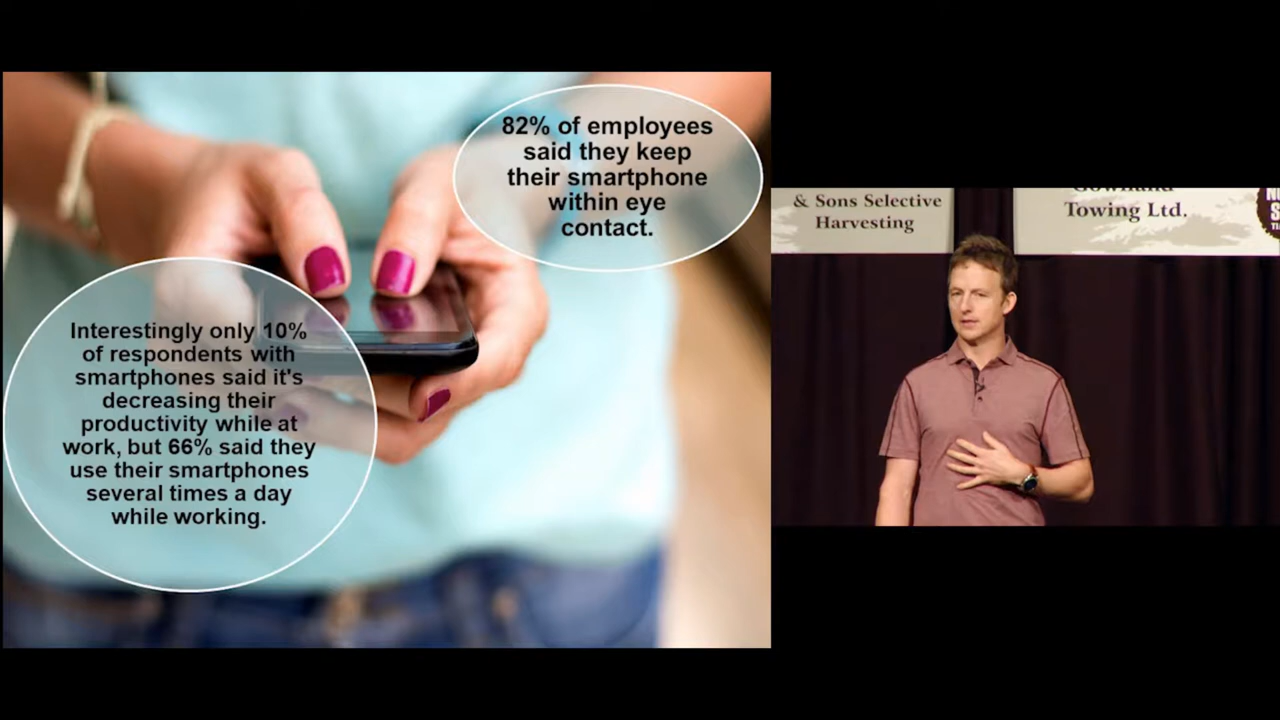 82% of employees
said they keep
their smartphone
within eye
contact.
Interestingly only 10%
of respondents with
smartphones said it's
decreasing their
productivity while at
work, but 66% said they
use their smartphones
several times a day
while working.
& Sons Selective
Harvesting
Towing Ltd.